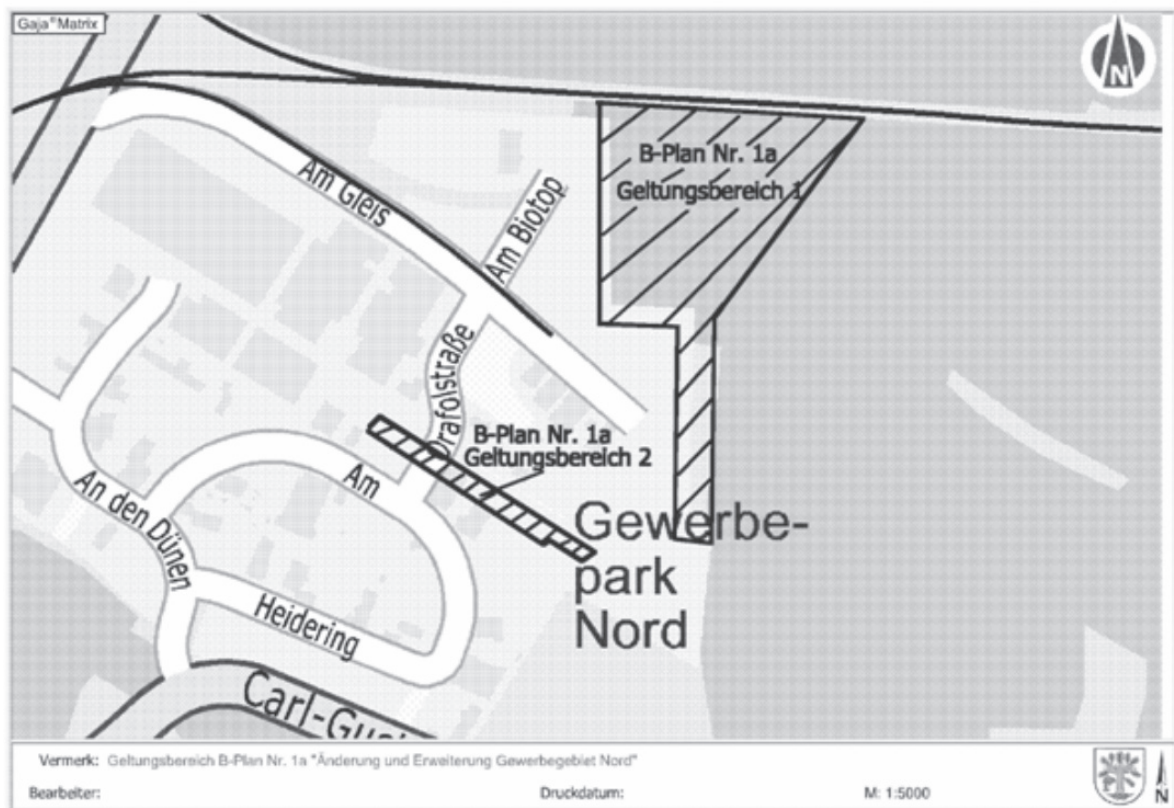 Gaja®Matrix
N
B-Plan Nr. 1a
Geltungsbereich 1
Am Gleis
Am Biotop
Orafolstraße
B-Plan Nr. 1a
Geltungsbereich 2
Am
An den Dünen
Heidering
Gewerbe-
park
Nord
Carl-Gus
Vermerk: Geltungsbereich B-Plan Nr. 1a "Änderung und Erweiterung Gewerbegebiet Nord"
Bearbeiter:
Druckdatum:
M: 1:5000
N